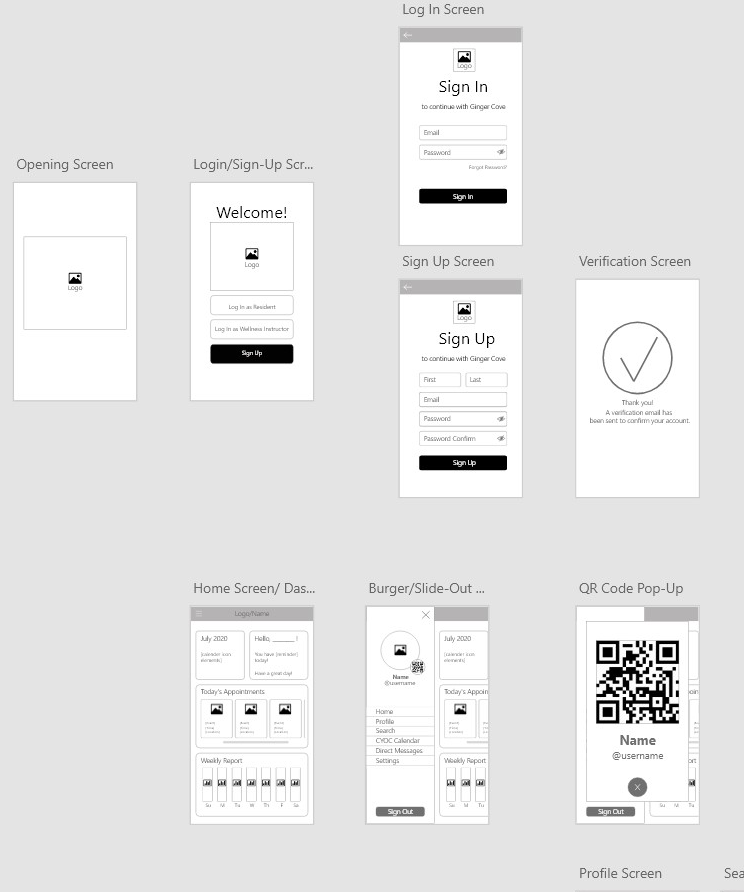 Log In Screen
Logo
Sign In
to continue with Ginger Cove
Email
Password
Forgot Password?
Sign In
Opening Screen
Logo
Login/Sign-Up Scr...
Welcome!
Logo
Log In as Resident
Log In as Wellness Instructor
Sign Up
Sign Up Screen
Logo
Sign Up
to continue with Ginger Cove
First
Last
Email
Password
Password Confirm
Sign Up
Verification Screen
Thank you!
A verification email has
been sent to confirm your account.
Home Screen/ Das...
Logo/Name
July 2020
[calendar icon
elements]
Hello, ______ !
You have [reminder]
today!
Have a great day!
Today's Appointments
Weekly Report
Su M Tu W Th F Sa
Burger/Slide-Out ...
Name
@username
Home
Profile
Search
CYOC Calendar
Direct Messages
Settings
Sign Out
July 2020
[calendar icon
elements]
Today's Appoin
Weekly Report
Su M Tu
QR Code Pop-Up
Name
@username
X
Sign Out
M Tu
Profile Screen
Sea